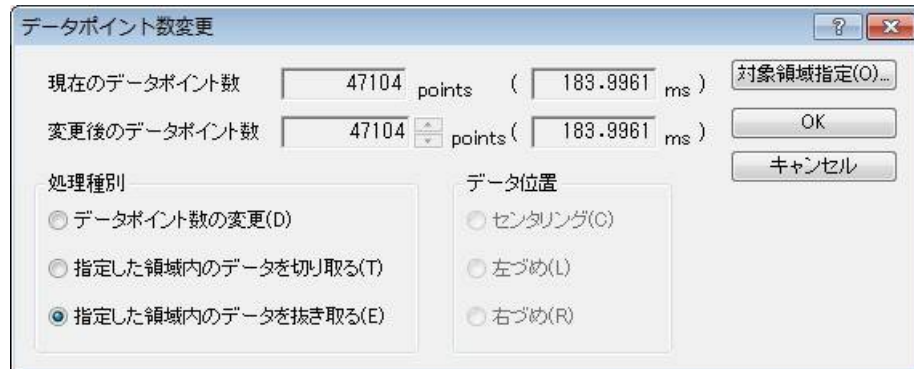 データポイント数変更
現在のデータポイント数 47104 points ( 183.9961 ms ) 対象領域指定(O)...
変更後のデータポイント数 47104 points ( 183.9961 ms ) OK
キャンセル
処理種別 データ位置
データポイント数の変更(D) センタリング(C)
指定した領域内のデータを切り取る(T) 左づめ(L)
指定した領域内のデータを抜き取る(E) 右づめ(R)